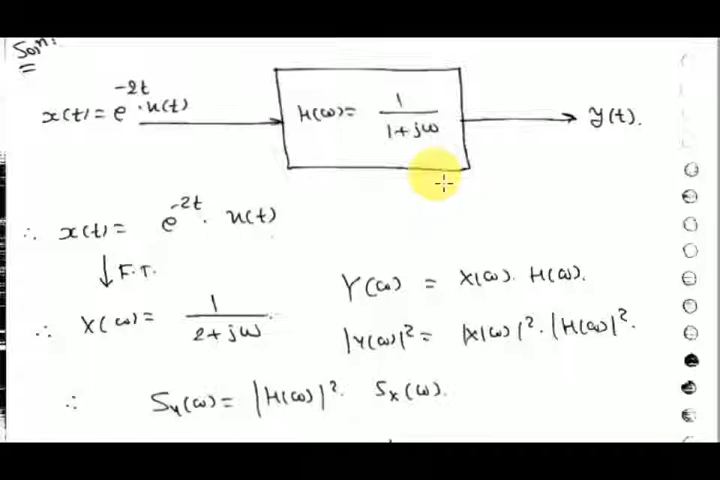 Soln:
x(t) = e^{-2t} · u(t)
H(ω) = 1/(1+jω)
y(t).
∴ x(t) = e^{-2t} · u(t)
↓ F.T.
∴ X(ω) = 1/(2+jω)
Y(ω) = X(ω). H(ω).
|Y(ω)|² = |X(ω)|² · |H(ω)|².
∴ S_Y(ω) = |H(ω)|². S_X(ω).